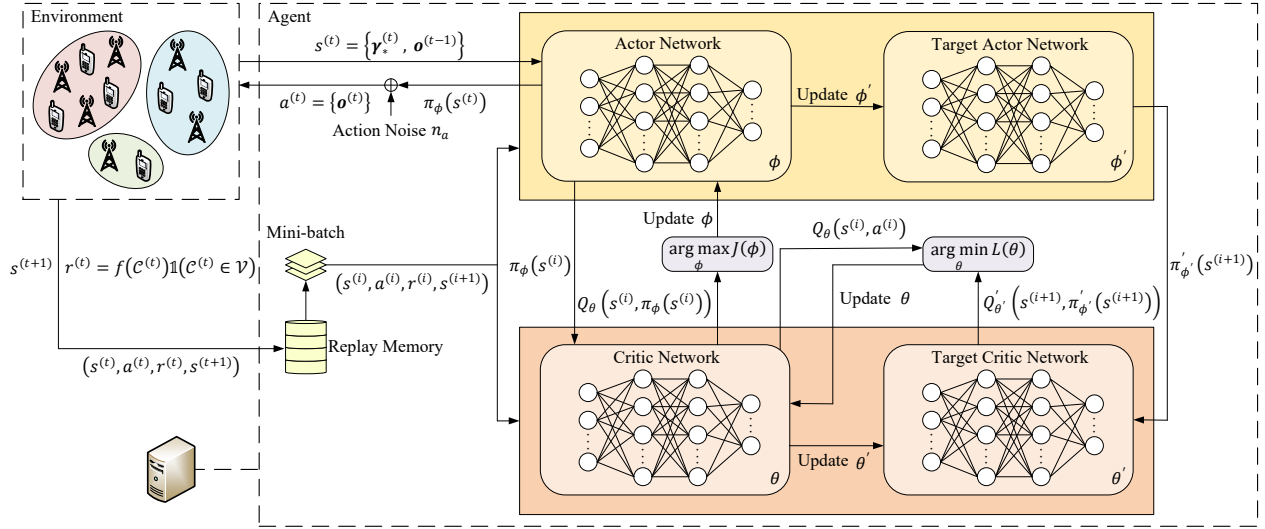 Environment
Agent
s^(t) = {γ_*^(t), o^(t−1)}
a^(t) = {o^(t)}
π_ϕ(s^(t))
Action Noise n_a
Actor Network
ϕ
Update ϕ′
Target Actor Network
ϕ′
s^(t+1)
r^(t) = f(C^(t))𝟙(C^(t) ∈ V)
(s^(t), a^(t), r^(t), s^(t+1))
Mini-batch
(s^(i), a^(i), r^(i), s^(i+1))
Replay Memory
π_ϕ(s^(i))
Update ϕ
arg max J(ϕ)
ϕ
Q_θ(s^(i), π_ϕ(s^(i)))
Q_θ(s^(i), a^(i))
arg min L(θ)
θ
Update θ
Q′_θ′(s^(i+1), π′_ϕ′(s^(i+1)))
π′_ϕ′(s^(i+1))
Critic Network
θ
Update θ′
Target Critic Network
θ′